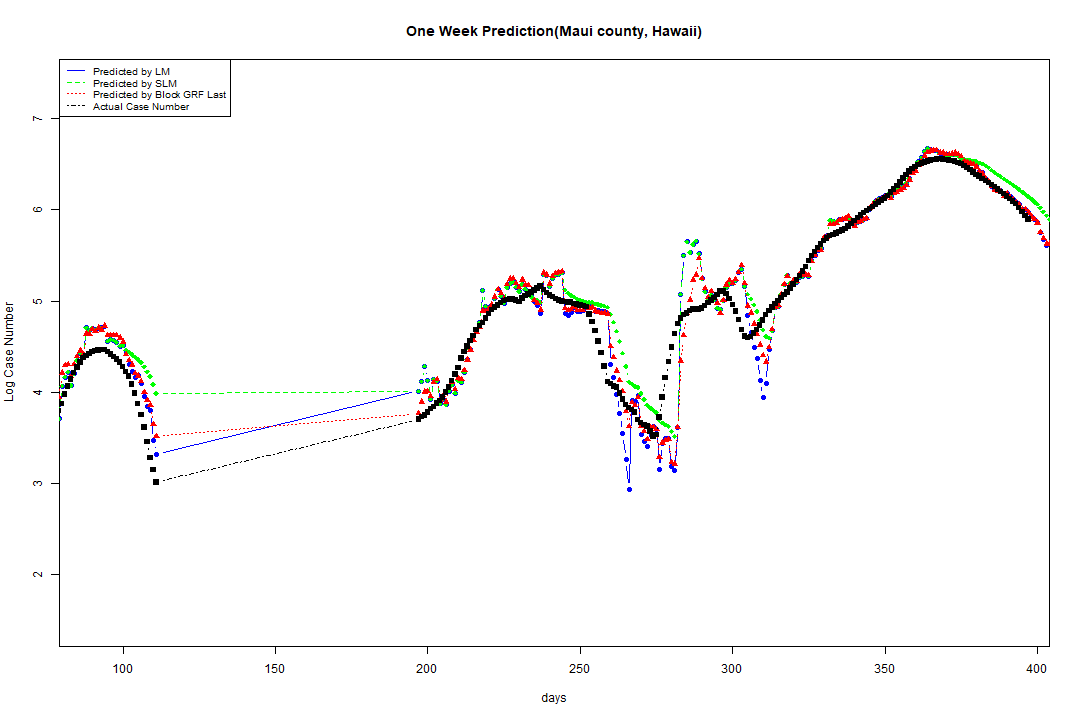 One Week Prediction(Maui county, Hawaii)
Predicted by LM
Predicted by SLM
Predicted by Block GRF Last
Actual Case Number
Log Case Number
7
6
5
4
3
2
100 150 200 250 300 350 400
days